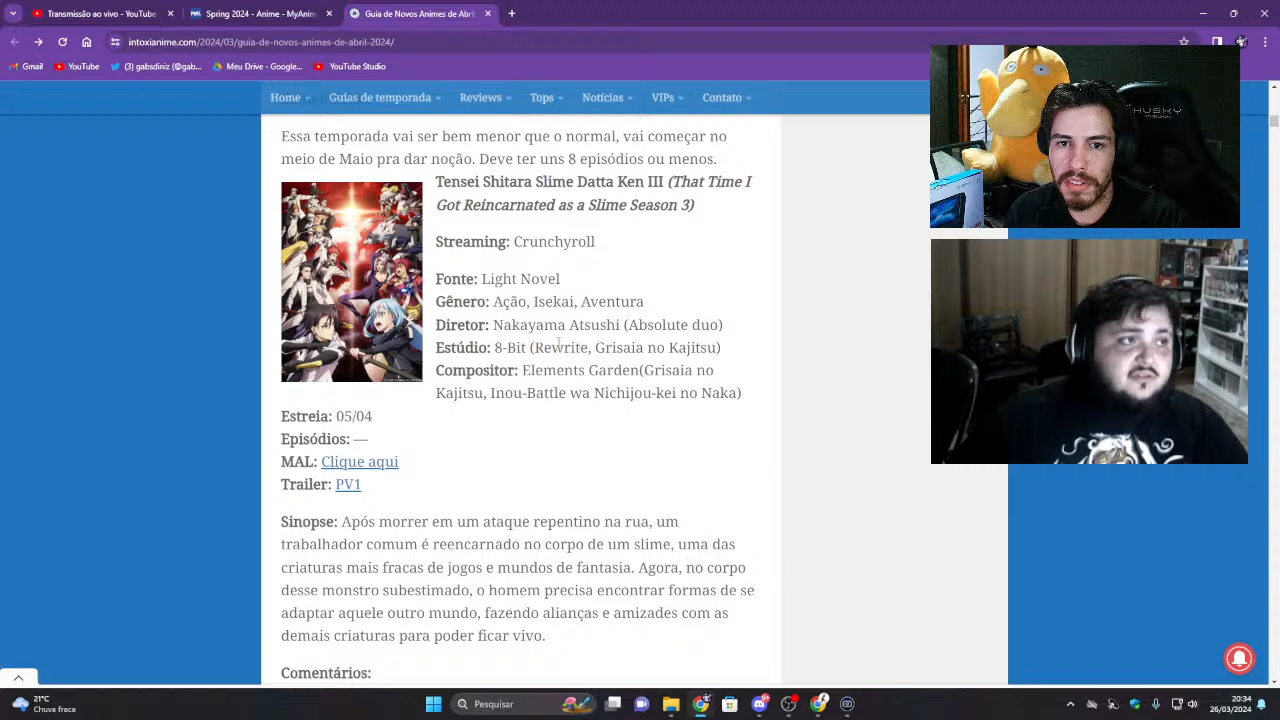 Transmissão ao
Spring 2024 - Animes de Abril
intoxianime.com/2024/03/guia-de-novos-animes-de-abril-2024/
Gmail YouTube (3) gabsdiniz (@gab... Meu Drive - Google... YouTube Studio
Home Guias de temporada Reviews Tops Notícias VIPs Contato
HUSKY
Essa temporada vai ser bem menor que o normal, vai começar no
meio de Maio pra dar noção. Deve ter uns 8 episódios ou menos.
Tensei Shitara Slime Datta Ken III (That Time I
Got Reincarnated as a Slime Season 3)
Streaming: Crunchyroll
Fonte: Light Novel
Gênero: Ação, Isekai, Aventura
Diretor: Nakayama Atsushi (Absolute duo)
Estúdio: 8-Bit (Rewrite, Grisaia no Kajitsu)
Compositor: Elements Garden(Grisaia no
Kajitsu, Inou-Battle wa Nichijou-kei no Naka)
Estreia: 05/04
Episódios: —
MAL: Clique aqui
Trailer: PV1
Sinopse: Após morrer em um ataque repentino na rua, um
trabalhador comum é reencarnado no corpo de um slime, uma das
criaturas mais fracas de jogos e mundos de fantasia. Agora, no corpo
desse monstro subestimado, o homem precisa encontrar formas de se
adaptar aquele outro mundo, fazendo alianças e amizades com as
demais criaturas para poder ficar vivo.
Comentários:
21°C
Chuva fraca
Pesquisar
20:34
26/03/2024